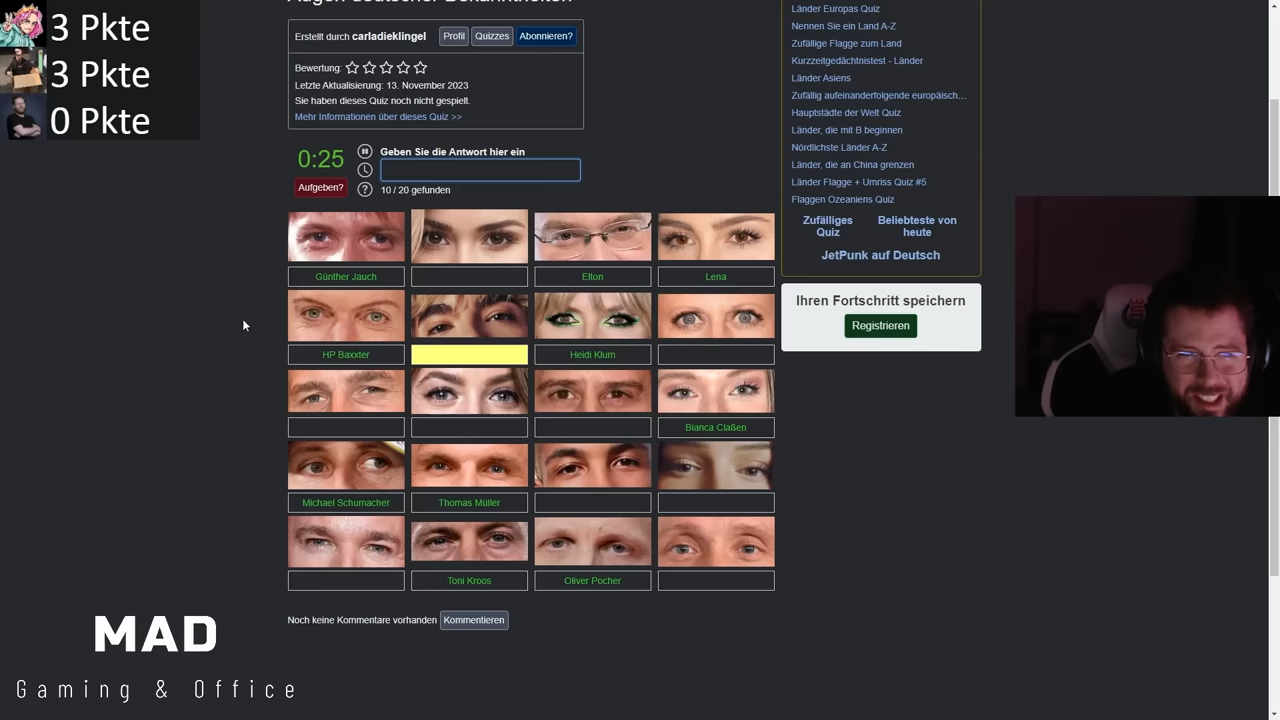 3 Pkte
3 Pkte
0 Pkte
Erstellt durch carladieklingel
Profil
Quizzes
Abonnieren?
Bewertung:
Letzte Aktualisierung: 13. November 2023
Sie haben dieses Quiz noch nicht gespielt.
Mehr Informationen über dieses Quiz >>
0:25
Aufgeben?
Geben Sie die Antwort hier ein
10 / 20 gefunden
Günther Jauch
Elton
Lena
HP Baxxter
Heidi Klum
Bianca Claßen
Michael Schumacher
Thomas Müller
Toni Kroos
Oliver Pocher
Noch keine Kommentare vorhanden
Kommentieren
Länder Europas Quiz
Nennen Sie ein Land A-Z
Zufällige Flagge zum Land
Kurzzeitgedächtnistest - Länder
Länder Asiens
Zufällig aufeinanderfolgende europäisch...
Hauptstädte der Welt Quiz
Länder, die mit B beginnen
Nördlichste Länder A-Z
Länder, die an China grenzen
Länder Flagge + Umriss Quiz #5
Flaggen Ozeaniens Quiz
Zufälliges
Quiz
Beliebteste von
heute
JetPunk auf Deutsch
Ihren Fortschritt speichern
Registrieren
MAD
Gaming & Office